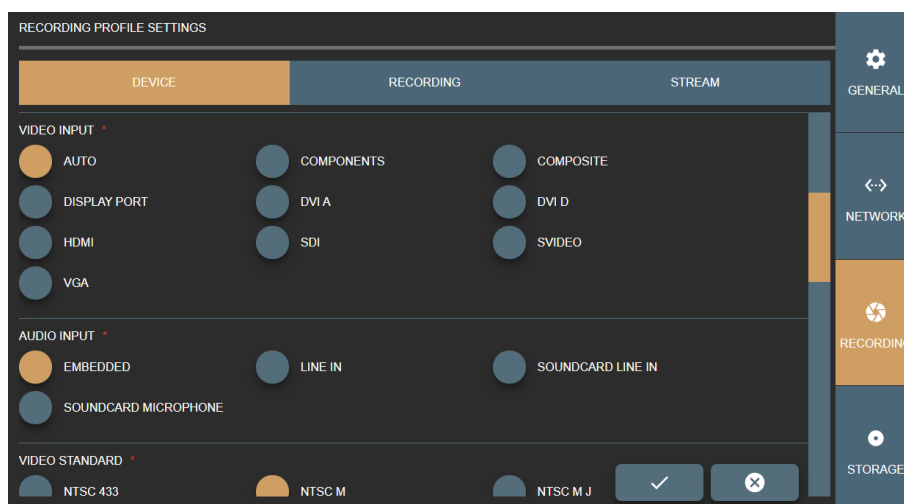 RECORDING PROFILE SETTINGS
DEVICE RECORDING STREAM
VIDEO INPUT *
AUTO COMPONENTS COMPOSITE
DISPLAY PORT DVI A DVI D
HDMI SDI SVIDEO
VGA
AUDIO INPUT *
EMBEDDED LINE IN SOUNDCARD LINE IN
SOUNDCARD MICROPHONE
VIDEO STANDARD *
NTSC 433 NTSC M NTSC M J
GENERAL
NETWORK
RECORDING
STORAGE